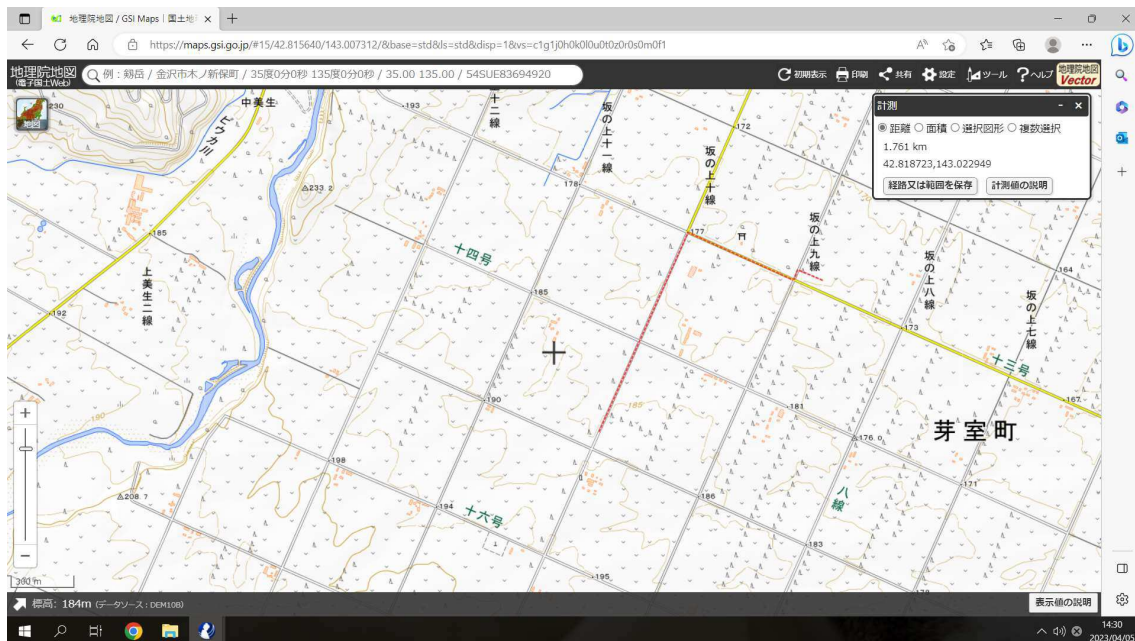 地理院地図 / GSI Maps｜国土地
https://maps.gsi.go.jp/#15/42.815640/143.007312/&base=std&ls=std&disp=1&vs=c1g1j0h0k0l0u0t0z0r0s0m0f1
地理院地図
(電子国土Web)
例：剱岳 / 金沢市木ノ新保町 / 35度0分0秒 135度0分0秒 / 35.00 135.00 / 54SUE83694920
初期表示 印刷 共有 設定 ツール ヘルプ
地理院地図
Vector
地図
計測
距離 面積 選択図形 複数選択
1.761 km
42.818723,143.022949
経路又は範囲を保存 計測値の説明
230
中美生
ピウカ川
193
十二線
坂の上十一線
172
坂の上十線
178
233.2
177
坂の上九線
185
十四号
上美生二線
185
坂の上八線
164
坂の上七線
192
173
十三号
190
190
185
181
167
芽室町
176.0
198
171
208.7
八線
186
194
十六号
183
195
300 m
標高: 184m (データソース：DEM10B)
表示値の説明
14:30